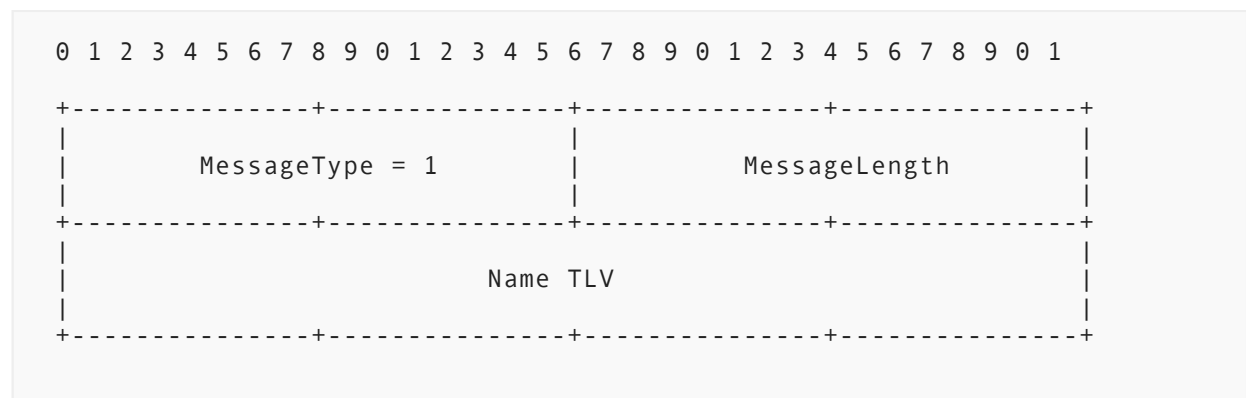 0 1 2 3 4 5 6 7 8 9 0 1 2 3 4 5 6 7 8 9 0 1 2 3 4 5 6 7 8 9 0 1
MessageType = 1 MessageLength
Name TLV